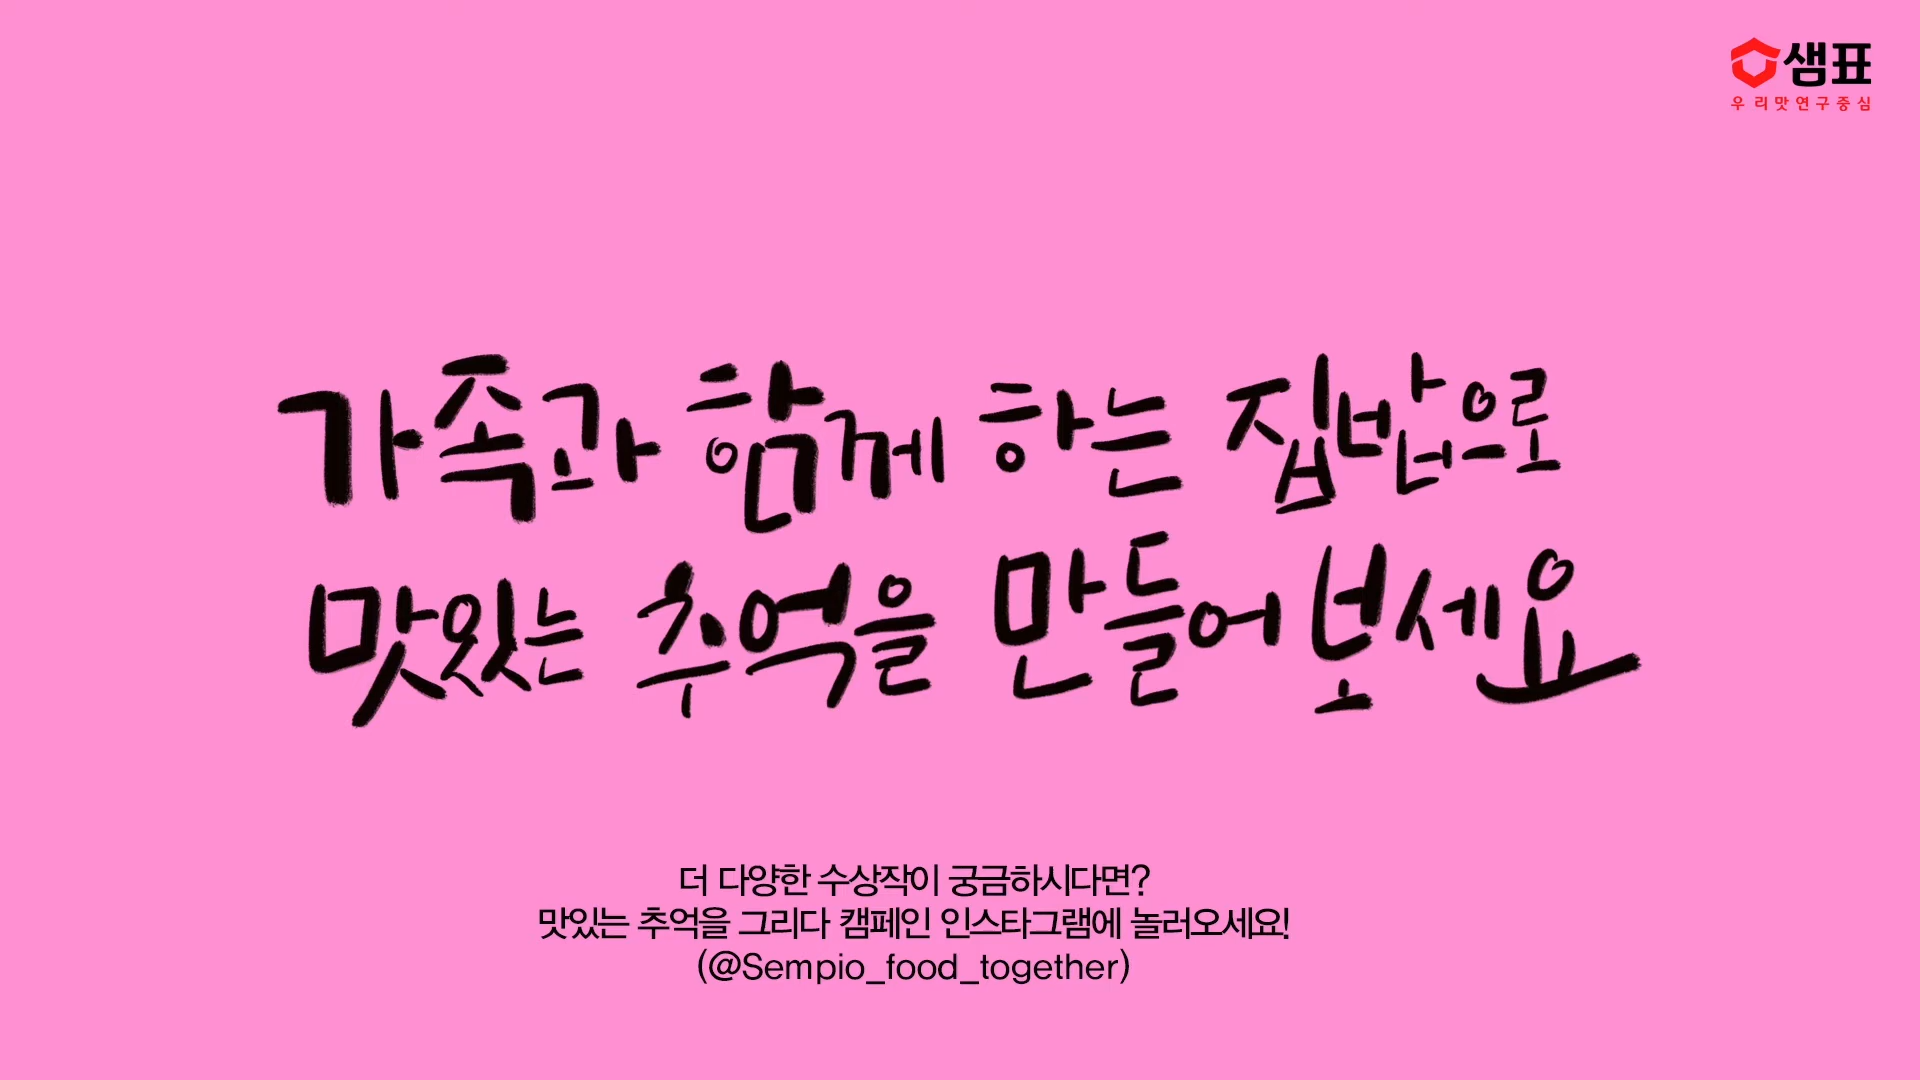 샘표
우리맛연구중심
가족과 함께 하는 집밥으로
맛있는 추억을 만들어보세요
더 다양한 수상작이 궁금하시다면?
맛있는 추억을 그리다 캠페인 인스타그램에 놀러오세요!
(@Sempio_food_together)